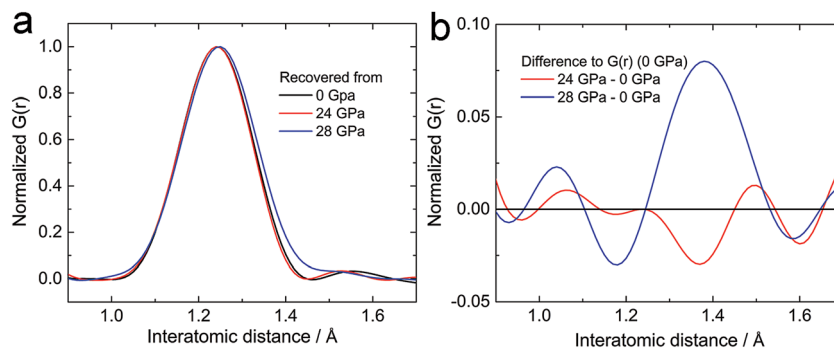 a
Normalized G(r)
1.0
0.8
0.6
0.4
0.2
0.0
Recovered from
0 Gpa
24 GPa
28 GPa
1.0 1.2 1.4 1.6
Interatomic distance / Å
b
Normalized G(r)
0.10
0.05
0.00
-0.05
Difference to G(r) (0 GPa)
24 GPa - 0 GPa
28 GPa - 0 GPa
1.0 1.2 1.4 1.6
Interatomic distance / Å